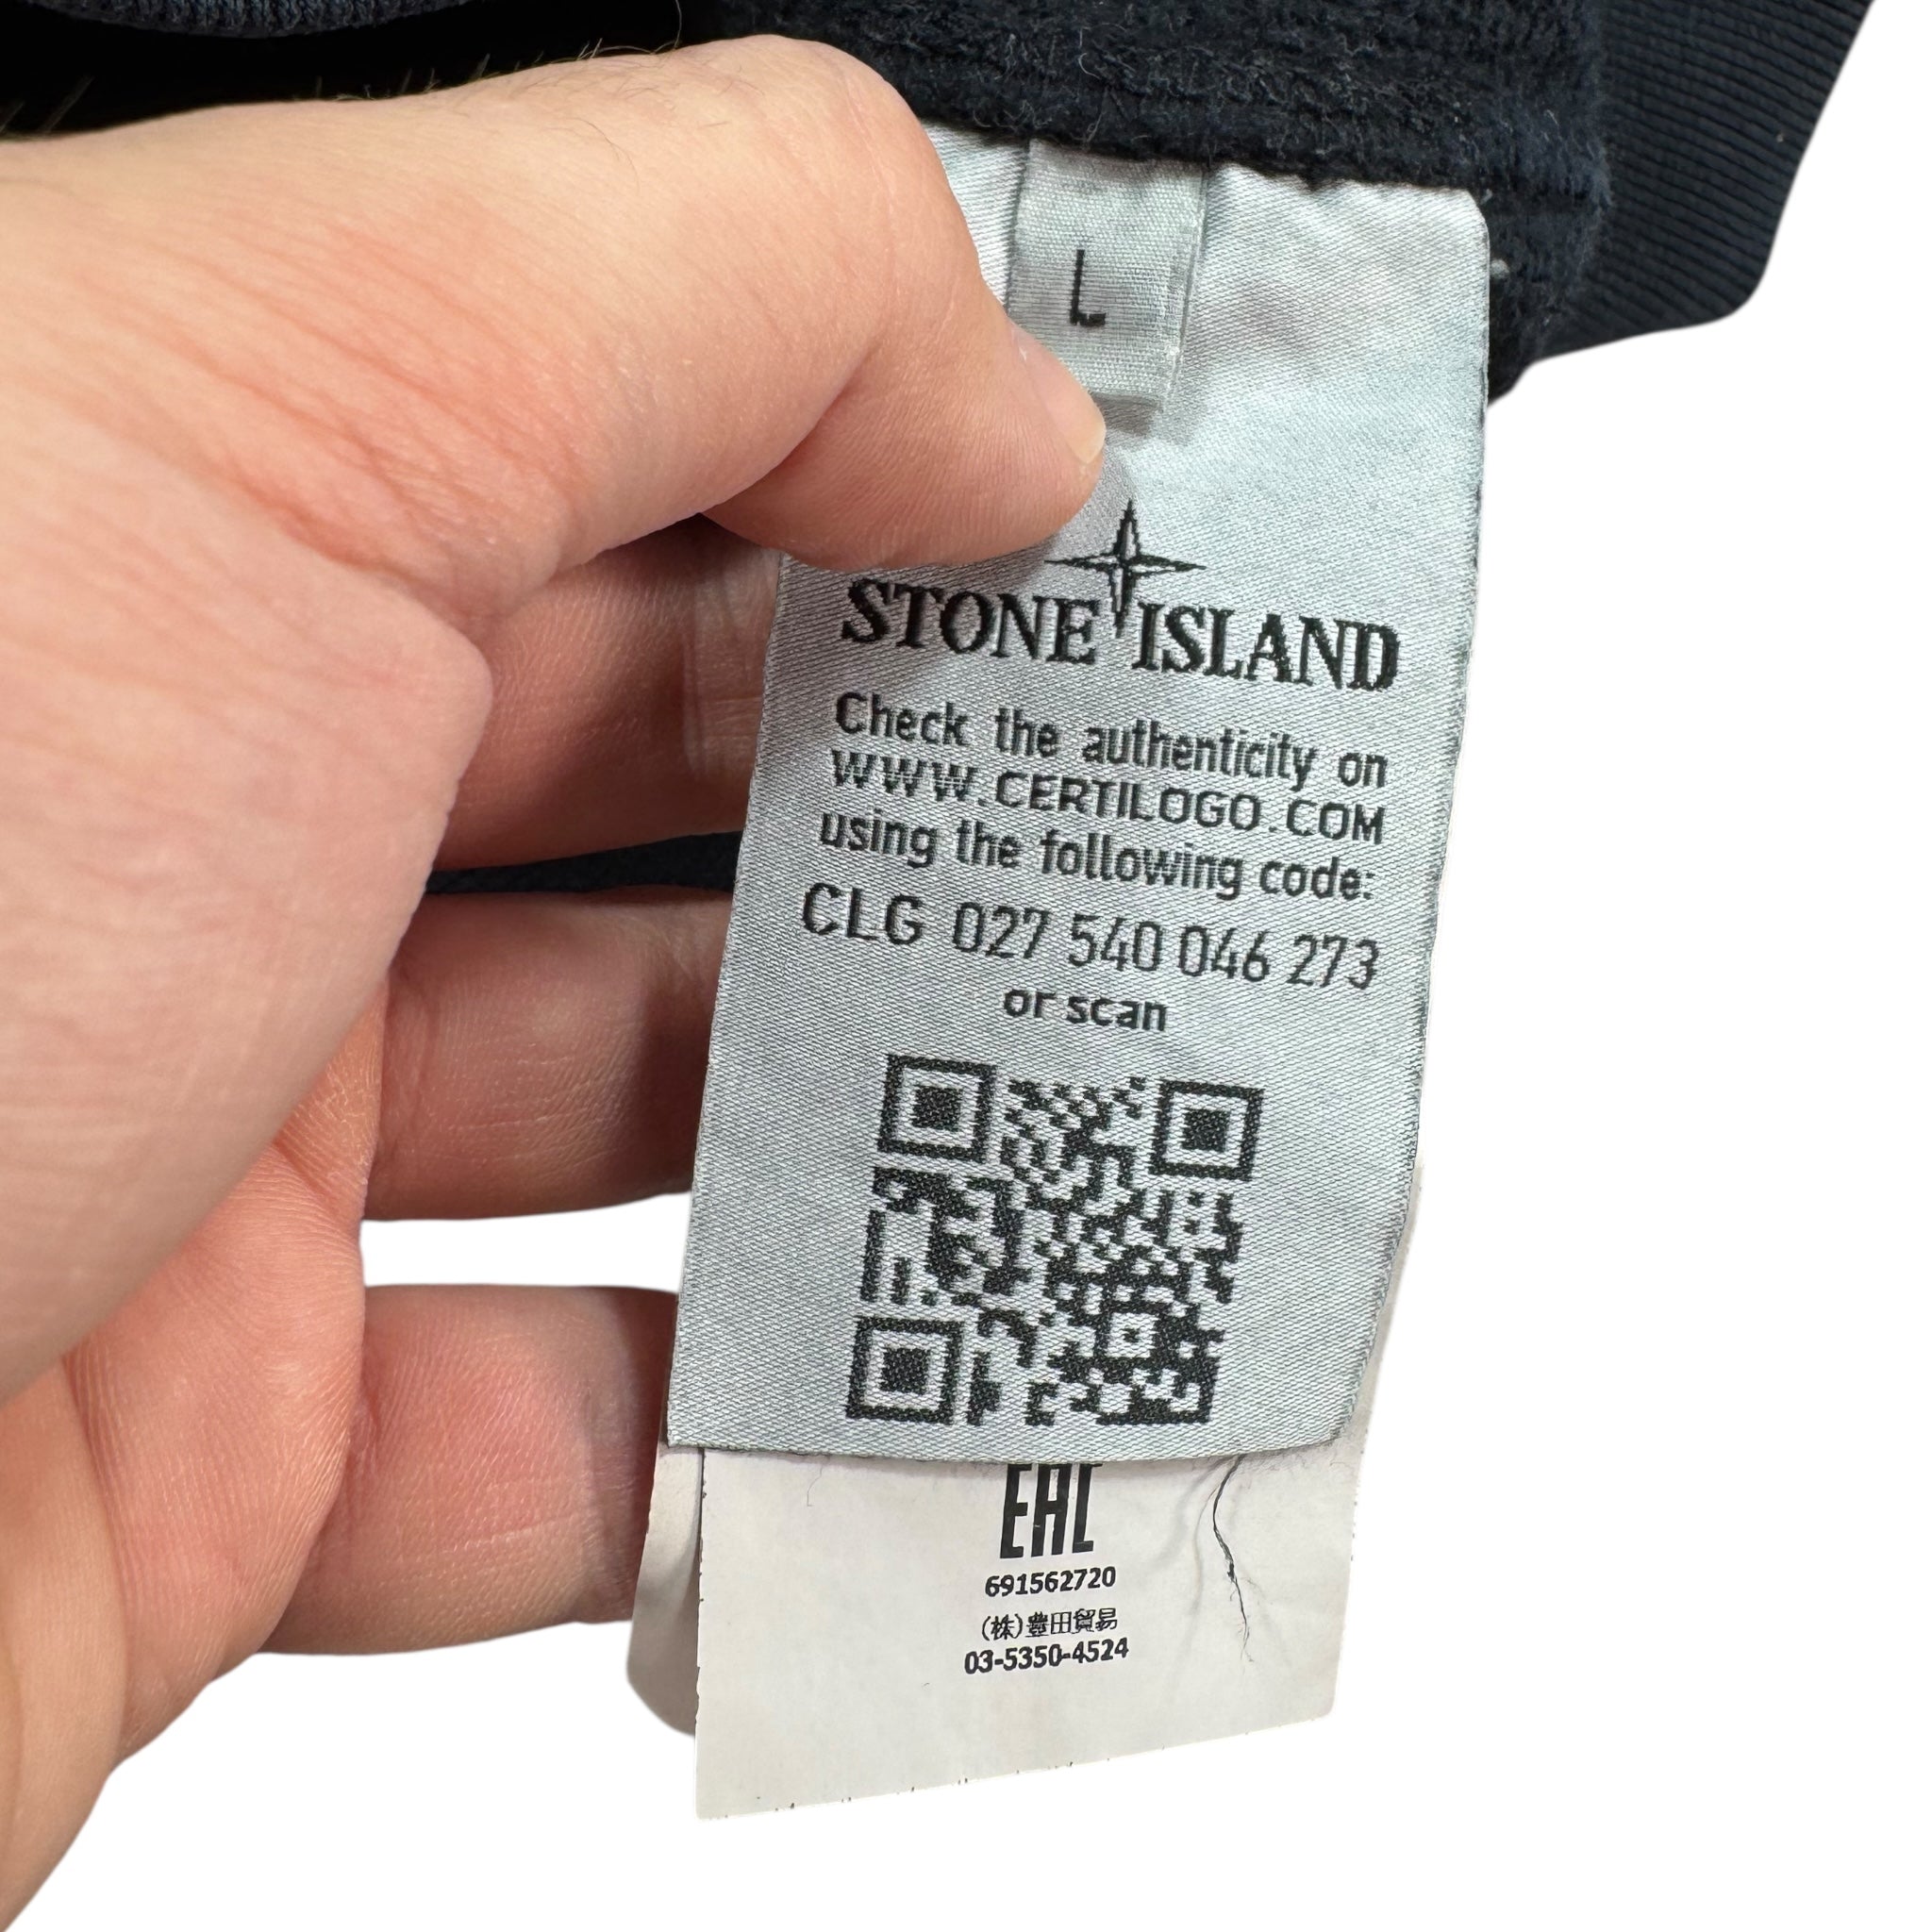 L
STONE ISLAND
Check the authenticity on
WWW.CERTILOGO.COM
using the following code:
CLG 027 540 046 273
or scan
EAC
691562720
(株)豊田貿易
03-5350-4524